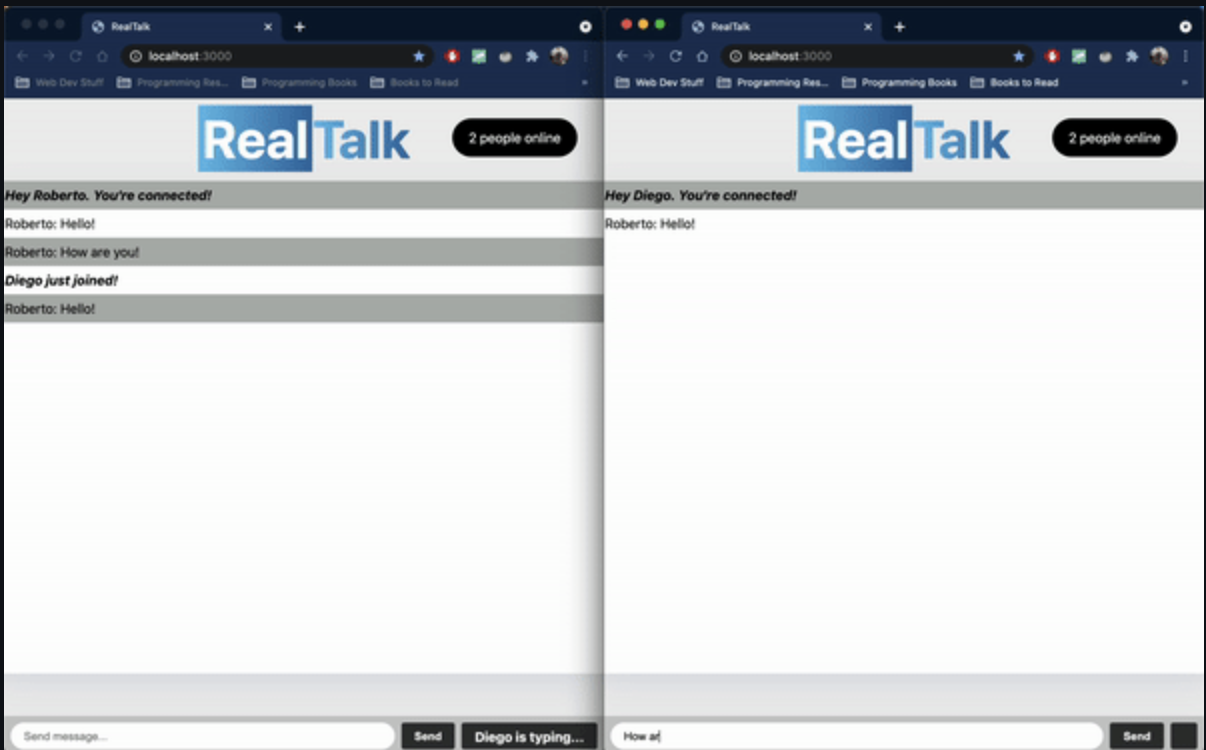 RealTalk
localhost:3000
Web Dev Stuff Programming Res... Programming Books Books to Read »
RealTalk
2 people online
Hey Roberto. You're connected!
Roberto: Hello!
Roberto: How are you!
Diego just joined!
Roberto: Hello!
Send message...
Send
Diego is typing...
RealTalk
localhost:3000
Web Dev Stuff Programming Res... Programming Books Books to Read »
RealTalk
2 people online
Hey Diego. You're connected!
Roberto: Hello!
How ar
Send